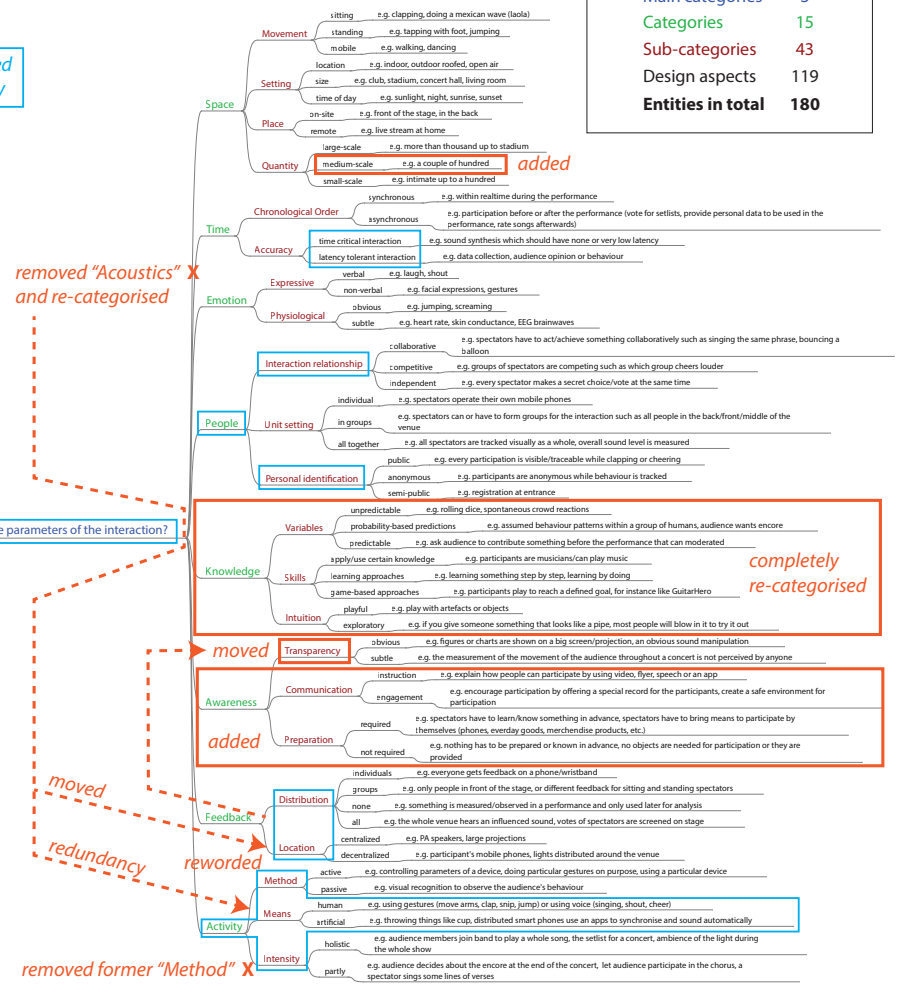 Categories 15
Sub-categories 43
Design aspects 119
Entities in total 180
Space
Movement
sitting e.g. clapping, doing a mexican wave (laola)
standing e.g. tapping with foot, jumping
mobile e.g. walking, dancing
Setting
location e.g. indoor, outdoor roofed, open air
size e.g. club, stadium, concert hall, living room
time of day e.g. sunlight, night, sunrise, sunset
Place
on-site e.g. front of the stage, in the back
remote e.g. live stream at home
Quantity
large-scale e.g. more than thousand up to stadium
medium-scale e.g. a couple of hundred
added
small-scale e.g. intimate up to a hundred
Time
Chronological Order
synchronous e.g. within realtime during the performance
asynchronous e.g. participation before or after the performance (vote for setlists, provide personal data to be used in the
performance, rate songs afterwards)
Accuracy
time critical interaction e.g. sound synthesis which should have none or very low latency
latency tolerant interaction e.g. data collection, audience opinion or behaviour
removed “Acoustics” X
and re-categorised
Emotion
Expressive
verbal e.g. laugh, shout
non-verbal e.g. facial expressions, gestures
Physiological
obvious e.g. jumping, screaming
subtle e.g. heart rate, skin conductance, EEG brainwaves
People
Interaction relationship
collaborative e.g. spectators have to act/achieve something collaboratively such as singing the same phrase, bouncing a
balloon
competitive e.g. groups of spectators are competing such as which group cheers louder
independent e.g. every spectator makes a secret choice/vote at the same time
Unit setting
individual e.g. spectators operate their own mobile phones
in groups e.g. spectators can or have to form groups for the interaction such as all people in the back/front/middle of the
venue
all together e.g. all spectators are tracked visually as a whole, overall sound level is measured
Personal identification
public e.g. every participation is visible/traceable while clapping or cheering
anonymous e.g. participants are anonymous while behaviour is tracked
semi-public e.g. registration at entrance
parameters of the interaction?
Knowledge
Variables
unpredictable e.g. rolling dice, spontaneous crowd reactions
probability-based predictions e.g. assumed behaviour patterns within a group of humans, audience wants encore
predictable e.g. ask audience to contribute something before the performance that can moderated
Skills
apply/use certain knowledge e.g. participants are musicians/can play music
learning approaches e.g. learning something step by step, learning by doing
game-based approaches e.g. participants play to reach a defined goal, for instance like GuitarHero
completely
re-categorised
Intuition
playful e.g. play with artefacts or objects
exploratory e.g. if you give someone something that looks like a pipe, most people will blow in it to try it out
Awareness
moved
Transparency
obvious e.g. figures or charts are shown on a big screen/projection, an obvious sound manipulation
subtle e.g. the measurement of the movement of the audience throughout a concert is not perceived by anyone
Communication
instruction e.g. explain how people can participate by using video, flyer, speech or an app
engagement e.g. encourage participation by offering a special record for the participants, create a safe environment for
participation
added
Preparation
required e.g. spectators have to learn/know something in advance, spectators have to bring means to participate by
themselves (phones, everday goods, merchendise products, etc.)
not required e.g. nothing has to be prepared or known in advance, no objects are needed for participation or they are
provided
Feedback
Distribution
individuals e.g. everyone gets feedback on a phone/wristband
groups e.g. only people in front of the stage, or different feedback for sitting and standing spectators
none e.g. something is measured/observed in a performance and only used later for analysis
all e.g. the whole venue hears an influenced sound, votes of spectators are screened on stage
moved
Location
centralized e.g. PA speakers, large projections
decentralized e.g. participant's mobile phones, lights distributed around the venue
reworded
redundancy
Activity
Method
active e.g. controlling parameters of a device, doing particular gestures on purpose, using a particular device
passive e.g. visual recognition to observe the audience's behaviour
Means
human e.g. using gestures (move arms, clap, snip, jump) or using voice (singing, shout, cheer)
artificial e.g. throwing things like cup, distributed smart phones use an apps to synchronise and sound automatically
Intensity
holistic e.g. audience members join band to play a whole song, the setlist for a concert, ambience of the light during
the whole show
partly e.g. audience decides about the encore at the end of the concert, let audience participate in the chorus, a
spectator sings some lines of verses
removed former “Method” X